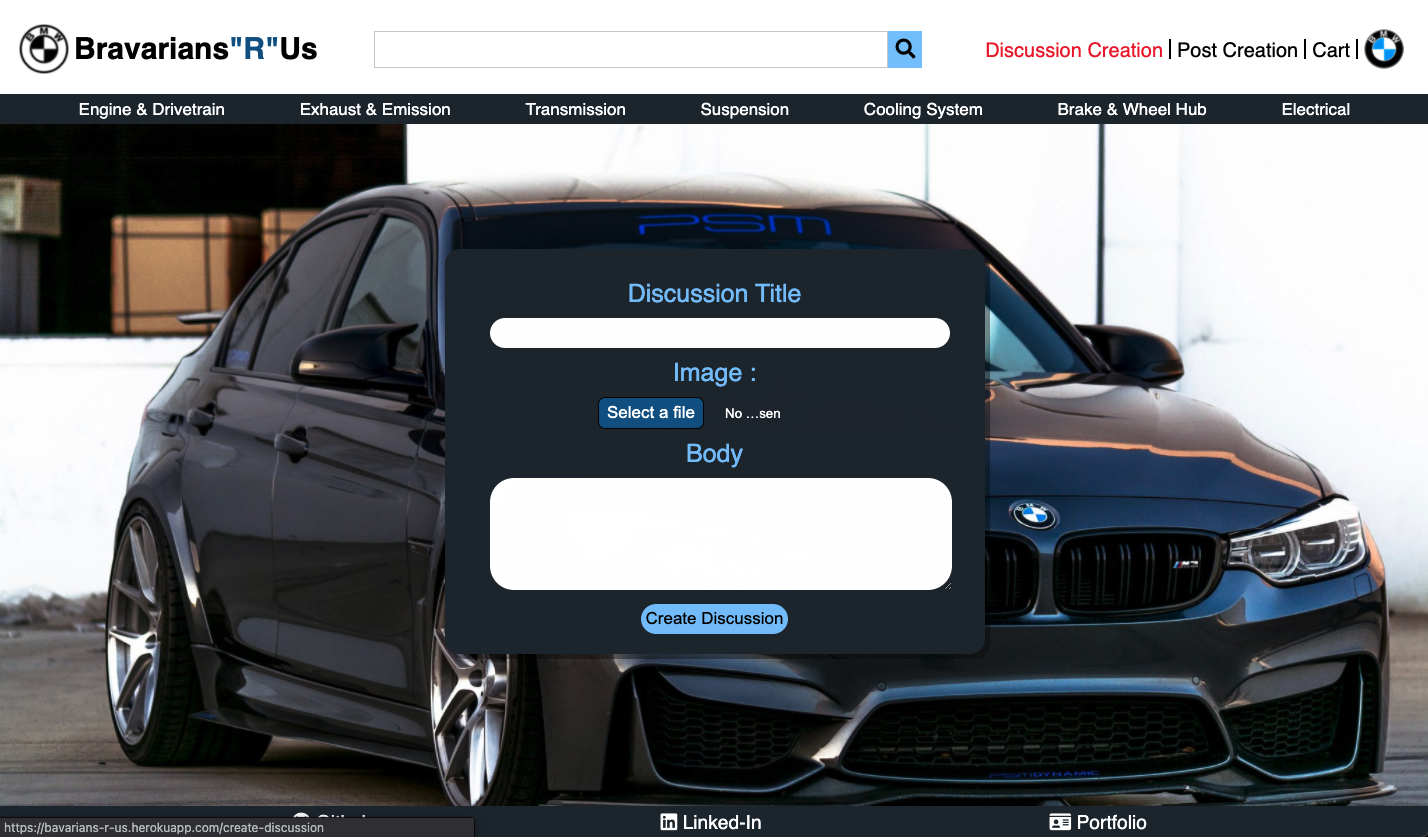 BMW Bravarians"R"Us
Discussion Creation | Post Creation | Cart | BMW
Engine & Drivetrain Exhaust & Emission Transmission Suspension Cooling System Brake & Wheel Hub Electrical
PSM
Discussion Title
Image :
Select a file No ...sen
Body
Create Discussion
M3
PSMDYNAMIC
Linked-In Portfolio
https://bavarians-r-us.herokuapp.com/create-discussion